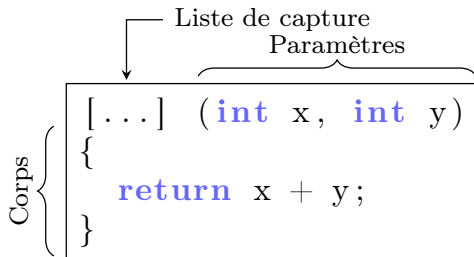 Liste de capture
Paramètres
[...] (int x, int y)
{
return x + y;
}
Corps